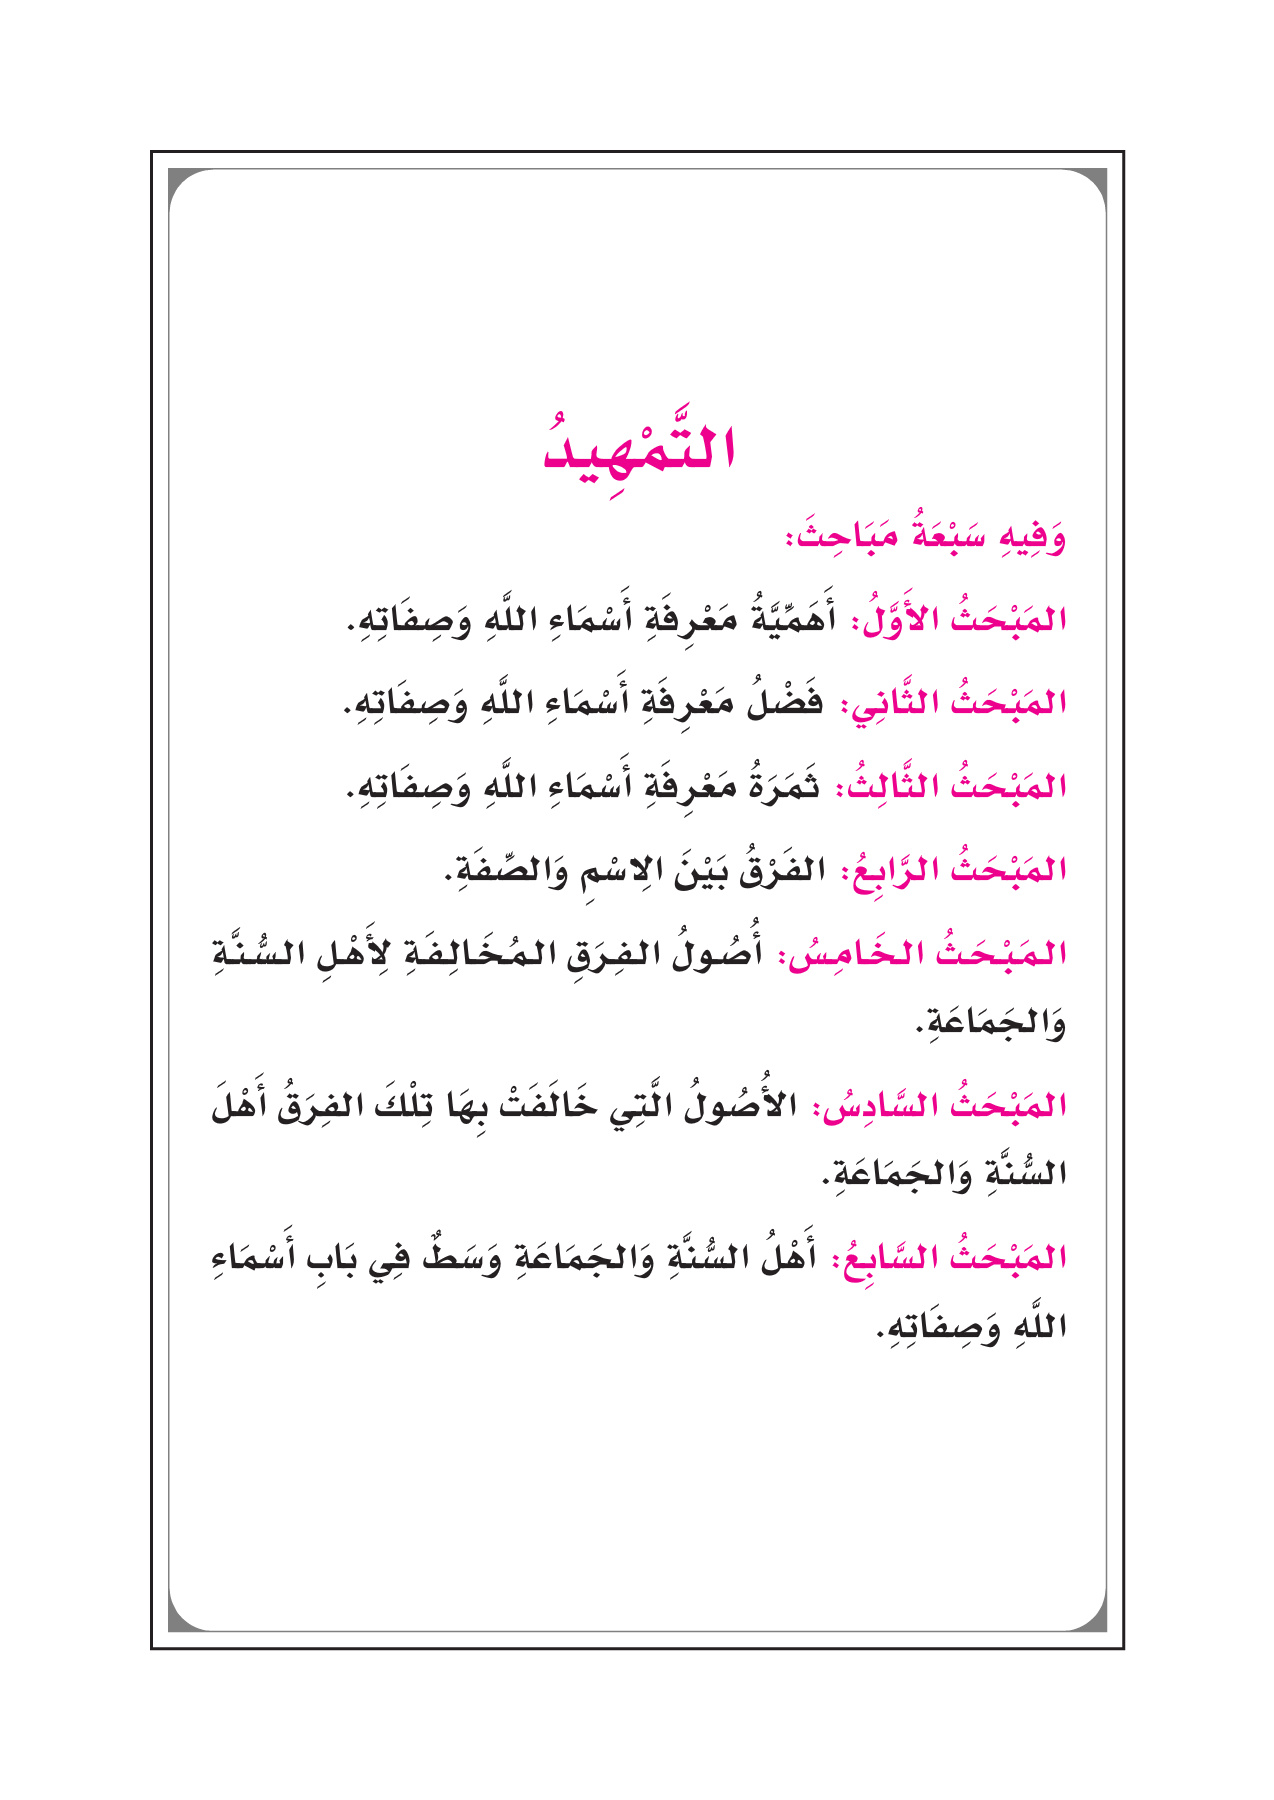 التَّمْهِيدُ
وَفِيهِ سَبْعَةُ مَبَاحِثَ:
المَبْحَثُ الأَوَّلُ: أَهَمِّيَّةُ مَعْرِفَةِ أَسْمَاءِ اللَّهِ وَصِفَاتِهِ.
المَبْحَثُ الثَّانِي: فَضْلُ مَعْرِفَةِ أَسْمَاءِ اللَّهِ وَصِفَاتِهِ.
المَبْحَثُ الثَّالِثُ: ثَمَرَةُ مَعْرِفَةِ أَسْمَاءِ اللَّهِ وَصِفَاتِهِ.
المَبْحَثُ الرَّابِعُ: الفَرْقُ بَيْنَ الِاسْمِ وَالصِّفَةِ.
المَبْحَثُ الخَامِسُ: أُصُولُ الفِرَقِ المُخَالِفَةِ لِأَهْلِ السُّنَّةِ
وَالجَمَاعَةِ.
المَبْحَثُ السَّادِسُ: الأُصُولُ الَّتِي خَالَفَتْ بِهَا تِلْكَ الفِرَقُ أَهْلَ
السُّنَّةِ وَالجَمَاعَةِ.
المَبْحَثُ السَّابِعُ: أَهْلُ السُّنَّةِ وَالجَمَاعَةِ وَسَطٌ فِي بَابِ أَسْمَاءِ
اللَّهِ وَصِفَاتِهِ.